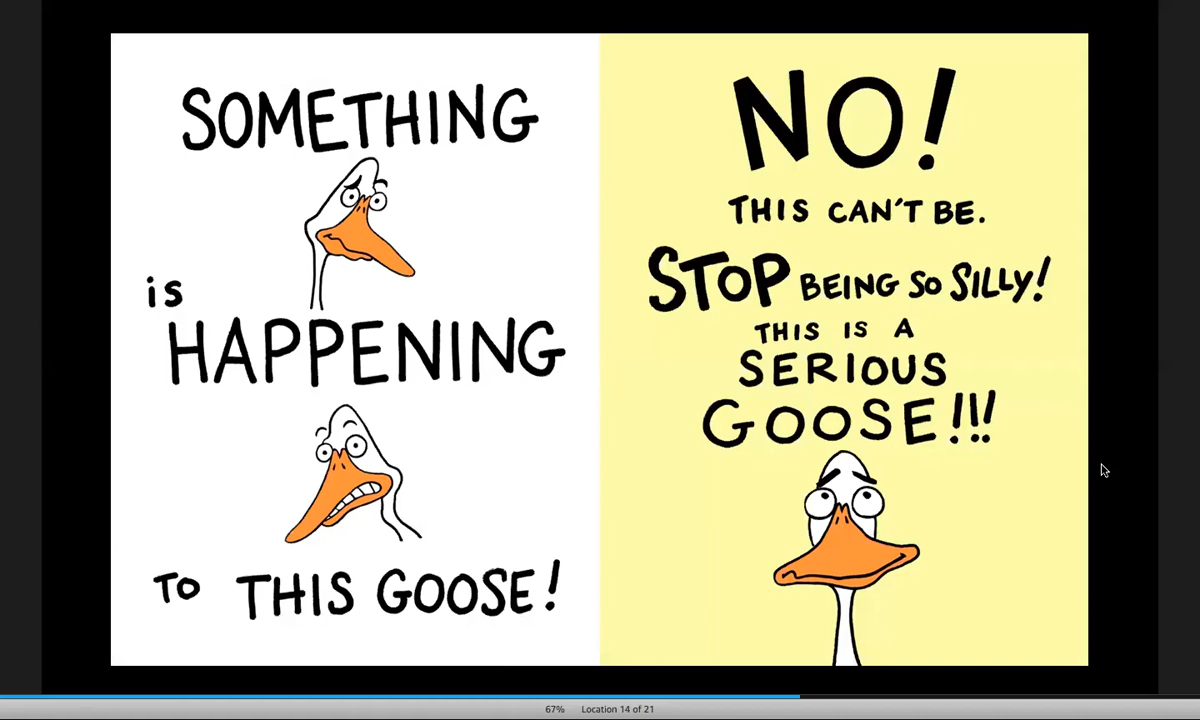 SOMETHING
is
HAPPENING
TO THIS GOOSE!
NO!
THIS CAN'T BE.
STOP BEING SO SILLY!
THIS IS A
SERIOUS
GOOSE!!!
67% Location 14 of 21